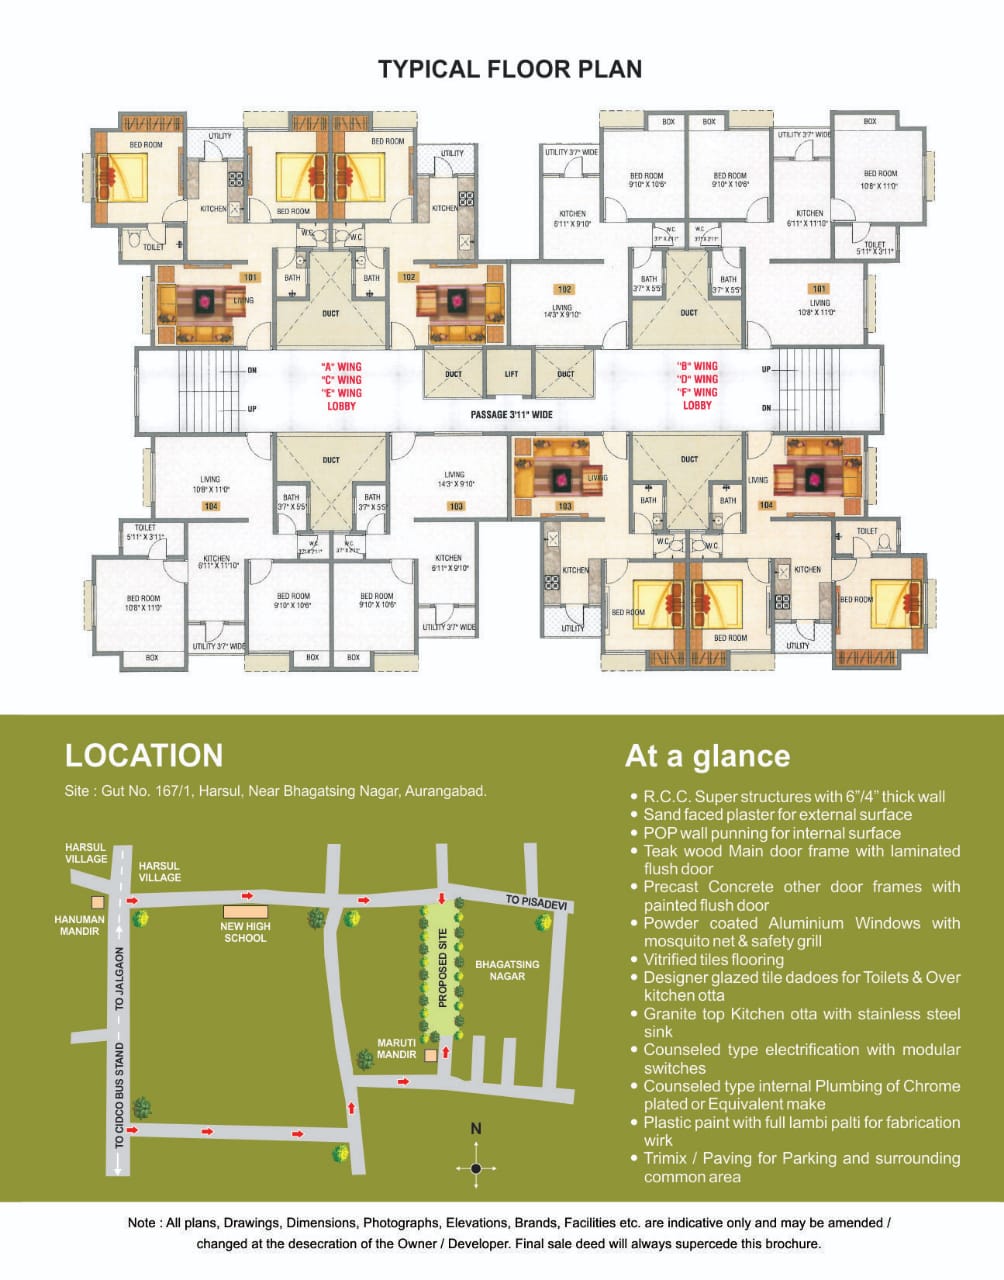 TYPICAL FLOOR PLAN
BOX
BOX
BOX
BED ROOM
UTILITY
BED ROOM
UTILITY
UTILITY 3'7" WIDE
UTILITY 3'7" WIDE
BED ROOM
9'10" X 10'6"
BED ROOM
9'10" X 10'6"
BED ROOM
10'8" X 11'0"
KITCHEN
BED ROOM
KITCHEN
KITCHEN
6'11" X 9'10"
KITCHEN
6'11" X 11'10"
TOILET
W.C.
W.C.
W.C.
3'7" X 2'11"
W.C.
3'7" X 2'11"
TOILET
5'11" X 3'11"
101
BATH
BATH
102
BATH
3'7" X 5'5"
BATH
3'7" X 5'5"
LIVING
DUCT
102
LIVING
14'3" X 9'10"
DUCT
101
LIVING
10'8" X 11'0"
DN
UP
"A" WING
"C" WING
"E" WING
LOBBY
DUCT
LIFT
DUCT
PASSAGE 3'11" WIDE
"B" WING
"D" WING
"F" WING
LOBBY
UP
DN
LIVING
10'8" X 11'0"
104
DUCT
LIVING
14'3" X 9'10"
103
LIVING
103
DUCT
LIVING
104
BATH
3'7" X 5'5"
BATH
3'7" X 5'5"
BATH
BATH
TOILET
5'11" X 3'11"
W.C.
W.C.
W.C.
W.C.
TOILET
KITCHEN
6'11" X 11'10"
KITCHEN
6'11" X 9'10"
KITCHEN
KITCHEN
BED ROOM
10'8" X 11'0"
BED ROOM
9'10" X 10'6"
BED ROOM
9'10" X 10'6"
BED ROOM
BED ROOM
BED ROOM
UTILITY 3'7" WIDE
UTILITY 3'7" WIDE
UTILITY
UTILITY
BOX
BOX
BOX
LOCATION
Site : Gut No. 167/1, Harsul, Near Bhagatsing Nagar, Aurangabad.
HARSUL
VILLAGE
HARSUL
VILLAGE
HANUMAN
MANDIR
NEW HIGH
SCHOOL
TO PISADEVI
TO JALGAON
PROPOSED SITE
BHAGATSING
NAGAR
MARUTI
MANDIR
TO CIDCO BUS STAND
N
At a glance
• R.C.C. Super structures with 6”/4” thick wall
• Sand faced plaster for external surface
• POP wall punning for internal surface
• Teak wood Main door frame with laminated
flush door
• Precast Concrete other door frames with
painted flush door
• Powder coated Aluminium Windows with
mosquito net & safety grill
• Vitrified tiles flooring
• Designer glazed tile dadoes for Toilets & Over
kitchen otta
• Granite top Kitchen otta with stainless steel
sink
• Counseled type electrification with modular
switches
• Counseled type internal Plumbing of Chrome
plated or Equivalent make
• Plastic paint with full lambi palti for fabrication
wirk
• Trimix / Paving for Parking and surrounding
common area
Note : All plans, Drawings, Dimensions, Photographs, Elevations, Brands, Facilities etc. are indicative only and may be amended /
changed at the desecration of the Owner / Developer. Final sale deed will always supercede this brochure.